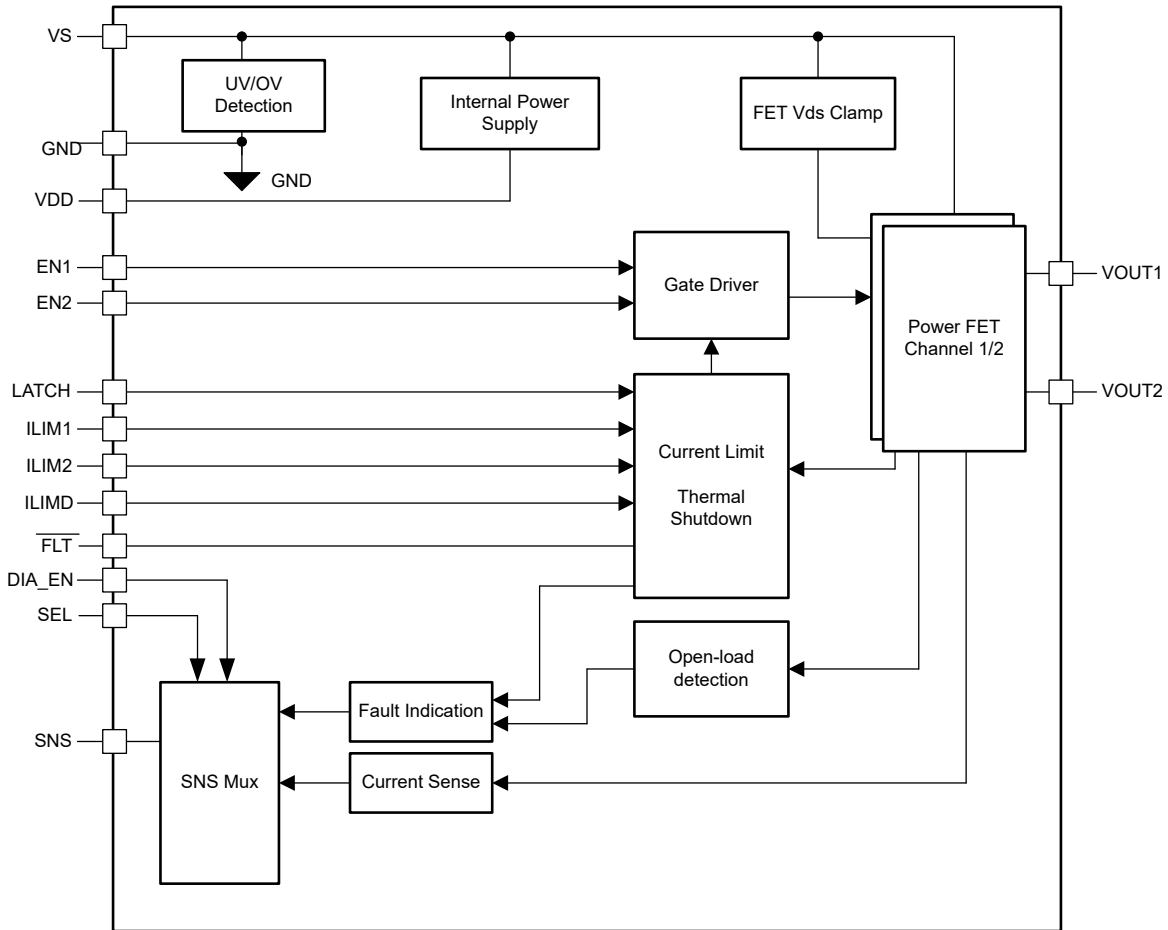 VS
UV/OV
Detection
Internal Power
Supply
FET Vds Clamp
GND
GND
VDD
EN1
EN2
Gate Driver
Power FET
Channel 1/2
VOUT1
VOUT2
LATCH
ILIM1
ILIM2
ILIMD
FLT
Current Limit
Thermal
Shutdown
DIA_EN
SEL
Open-load
detection
Fault Indication
SNS
SNS Mux
Current Sense